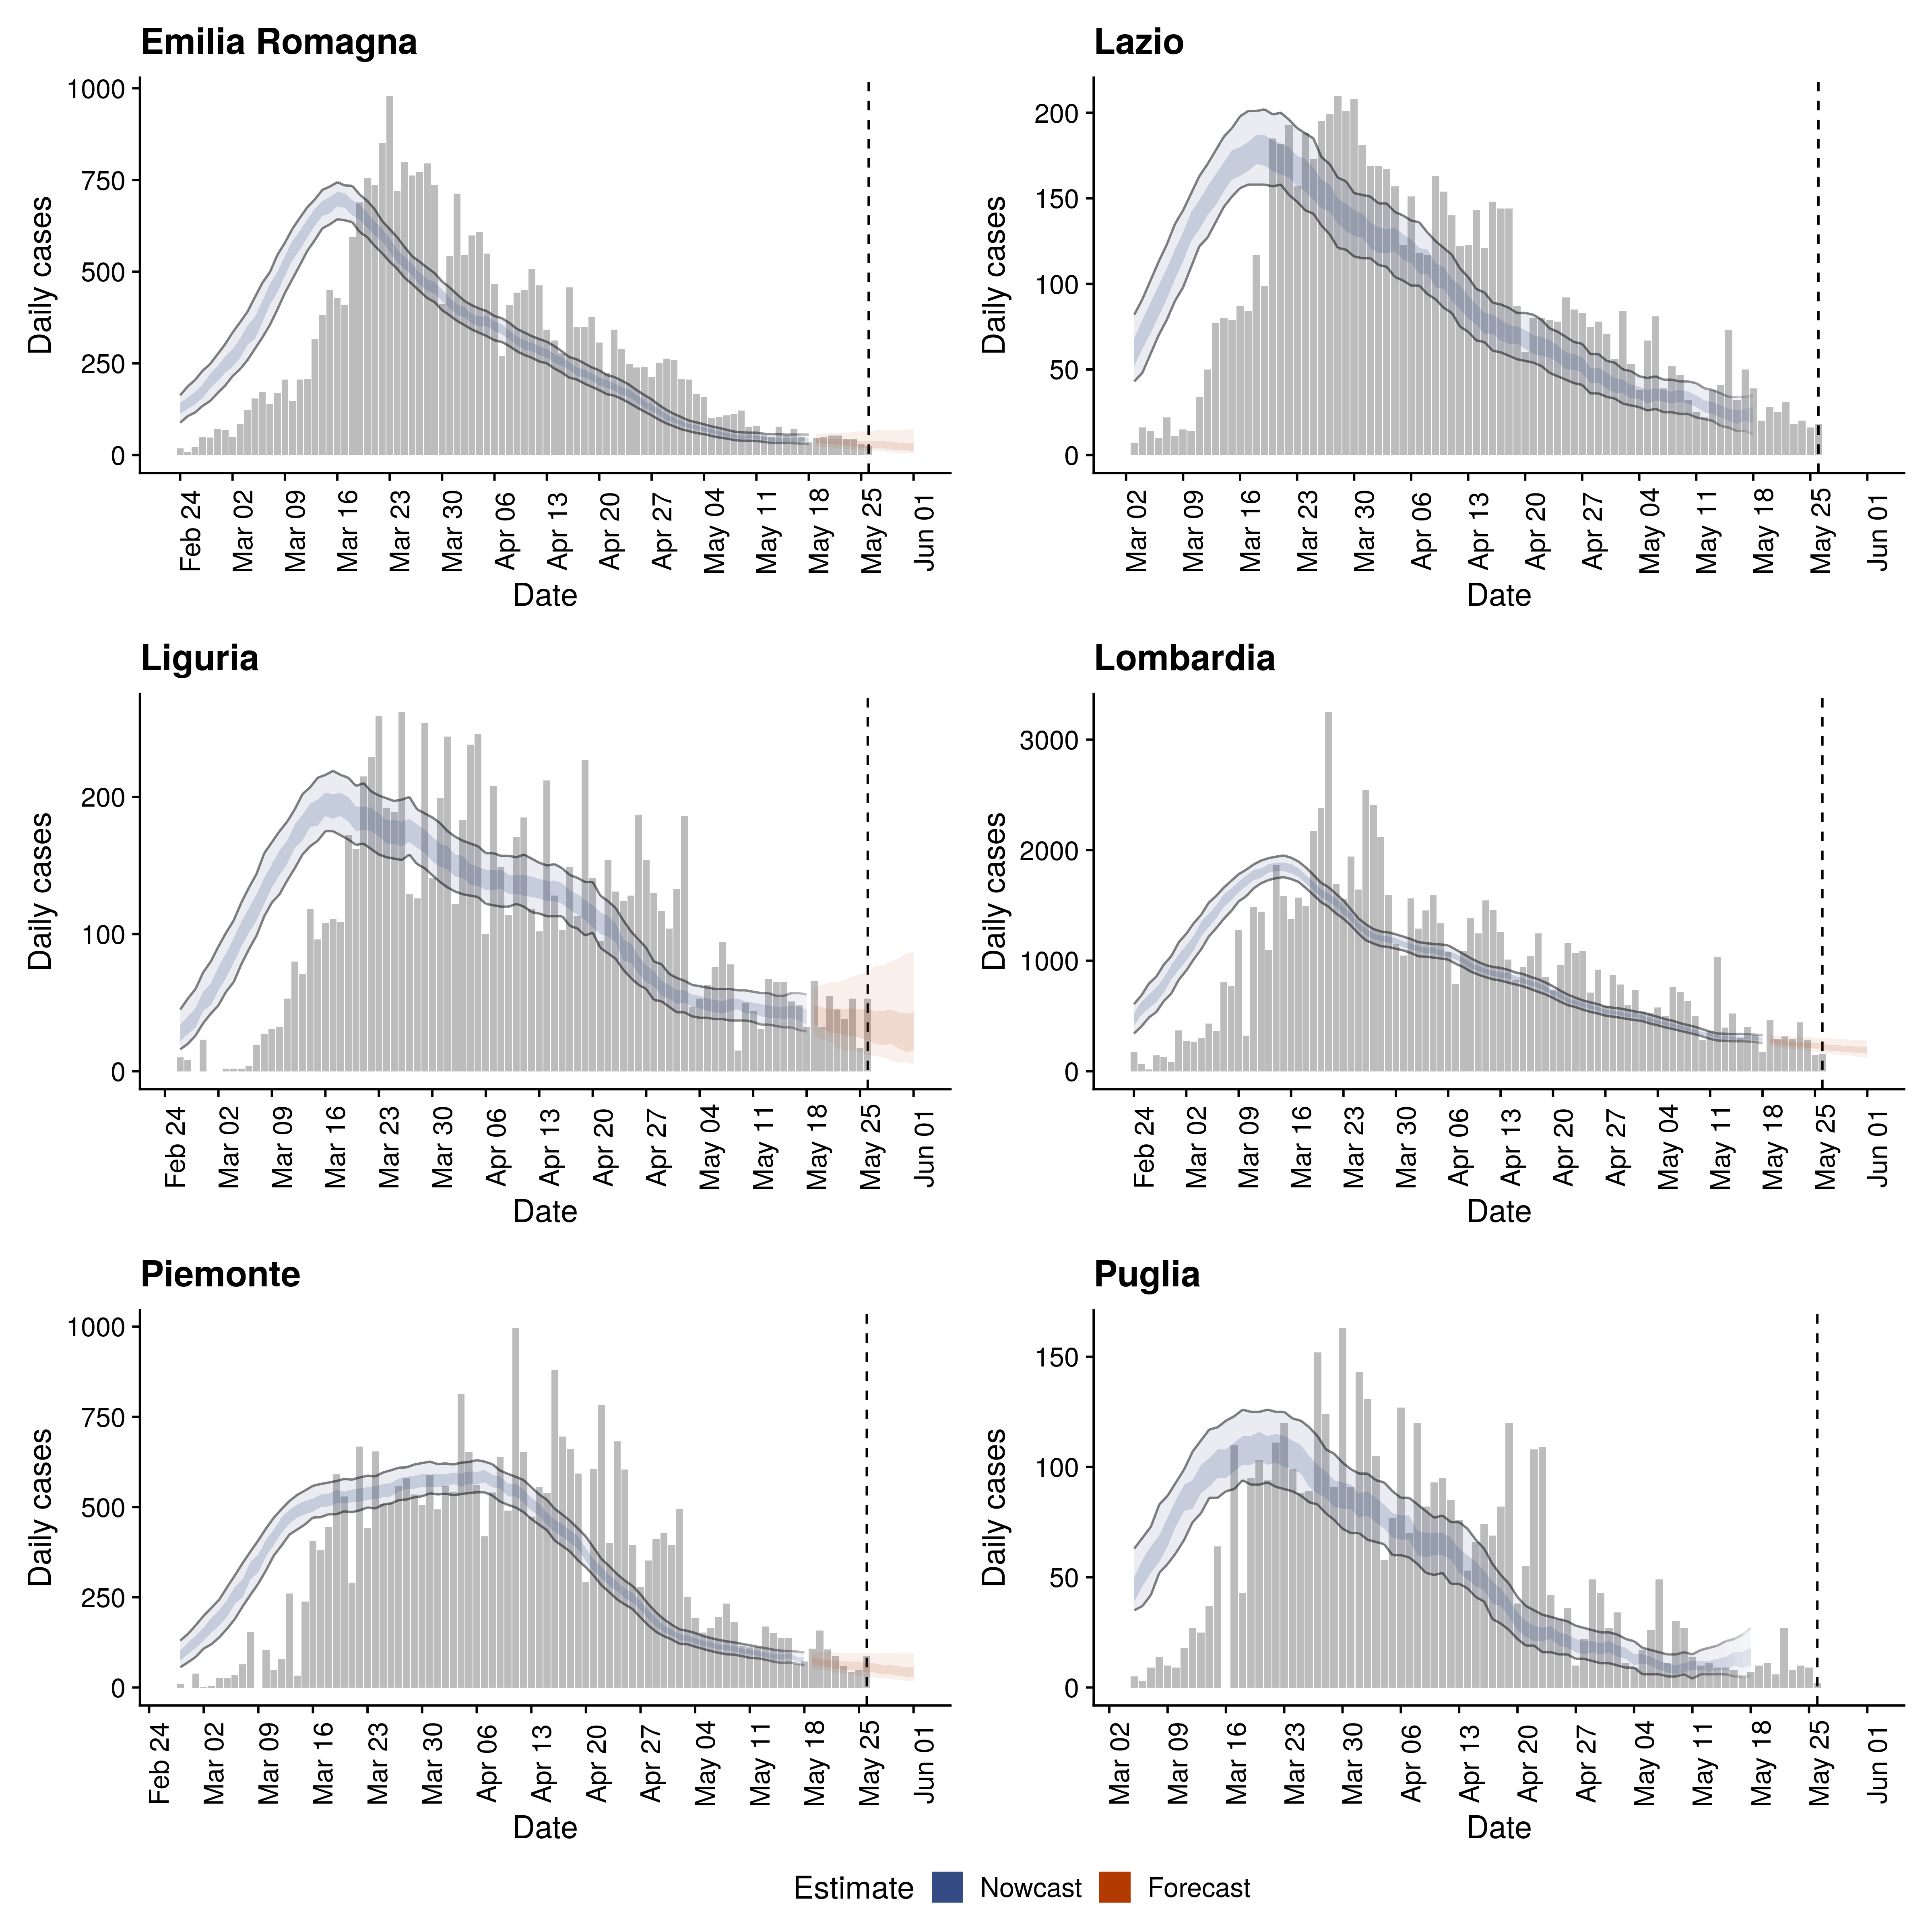 Emilia Romagna
Daily cases
1000
750
500
250
0
Feb 24
Mar 02
Mar 09
Mar 16
Mar 23
Mar 30
Apr 06
Apr 13
Apr 20
Apr 27
May 04
May 11
May 18
May 25
Jun 01
Date
Lazio
Daily cases
200
150
100
50
0
Mar 02
Mar 09
Mar 16
Mar 23
Mar 30
Apr 06
Apr 13
Apr 20
Apr 27
May 04
May 11
May 18
May 25
Jun 01
Date
Liguria
Daily cases
200
100
0
Feb 24
Mar 02
Mar 09
Mar 16
Mar 23
Mar 30
Apr 06
Apr 13
Apr 20
Apr 27
May 04
May 11
May 18
May 25
Jun 01
Date
Lombardia
Daily cases
3000
2000
1000
0
Feb 24
Mar 02
Mar 09
Mar 16
Mar 23
Mar 30
Apr 06
Apr 13
Apr 20
Apr 27
May 04
May 11
May 18
May 25
Jun 01
Date
Piemonte
Daily cases
1000
750
500
250
0
Feb 24
Mar 02
Mar 09
Mar 16
Mar 23
Mar 30
Apr 06
Apr 13
Apr 20
Apr 27
May 04
May 11
May 18
May 25
Jun 01
Date
Puglia
Daily cases
150
100
50
0
Mar 02
Mar 09
Mar 16
Mar 23
Mar 30
Apr 06
Apr 13
Apr 20
Apr 27
May 04
May 11
May 18
May 25
Jun 01
Date
Estimate Nowcast Forecast